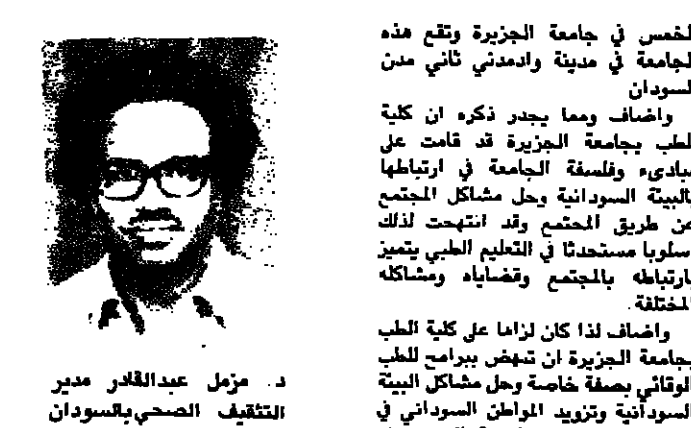 الخمس في جامعة الجزيرة وتقع هذه
الجامعة في مدينة وادمدني ثاني مدن
السودان
واضاف ومما يجدر ذكره ان كلية
الطب بجامعة الجزيرة قد قامت على
مبادىء وفلسفة الجامعة في ارتباطها
بالبيئة السودانية وحل مشاكل المجتمع
عن طريق المجتمع وقد انتهجت لذلك
اسلوبا مستحدثا في التعليم الطبي يتميز
بارتباطه بالمجتمع وقضاياه ومشاكله
المختلفة .
واضاف لذا كان لزاما على كلية الطب
بجامعة الجزيرة ان تنهض ببرامج للطب
الوقائي بصفة خاصة وحل مشاكل البيئة
السودانية وتزويد المواطن السوداني في
د . مزمل عبدالقادر مدير
التثقيف الصحي بالسودان